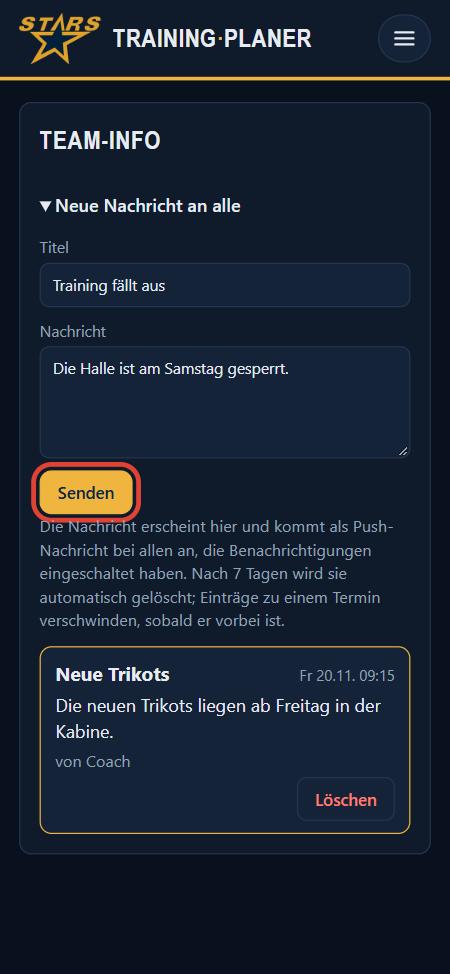 STARS
TRAINING·PLANER
TEAM-INFO
▼ Neue Nachricht an alle
Titel
Training fällt aus
Nachricht
Die Halle ist am Samstag gesperrt.
Senden
Die Nachricht erscheint hier und kommt als Push-
Nachricht bei allen an, die Benachrichtigungen
eingeschaltet haben. Nach 7 Tagen wird sie
automatisch gelöscht; Einträge zu einem Termin
verschwinden, sobald er vorbei ist.
Neue Trikots Fr 20.11. 09:15
Die neuen Trikots liegen ab Freitag in der
Kabine.
von Coach
Löschen